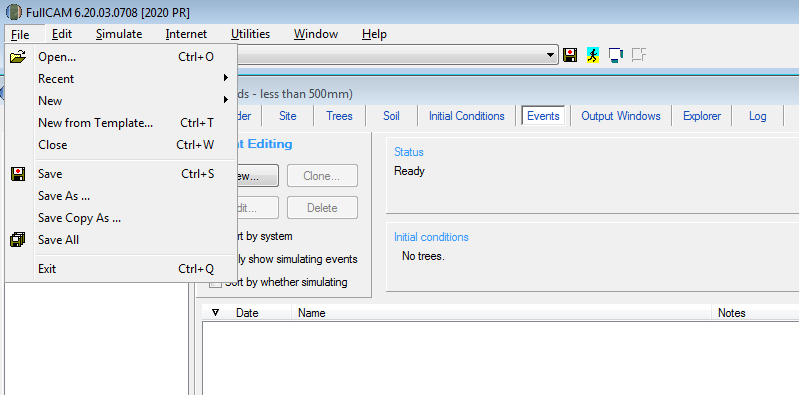 FullCAM 6.20.03.0708 [2020 PR]
File Edit Simulate Internet Utilities Window Help
Open... Ctrl+O
Recent
New
New from Template... Ctrl+T
Close Ctrl+W
Save Ctrl+S
Save As ...
Save Copy As ...
Save All
Exit Ctrl+Q
ds - less than 500mm)
der Site Trees Soil Initial Conditions Events Output Windows Explorer Log
nt Editing
ew... Clone...
dit... Delete
rt by system
ly show simulating events
Sort by whether simulating
Status
Ready
Initial conditions
No trees.
Date Name Notes